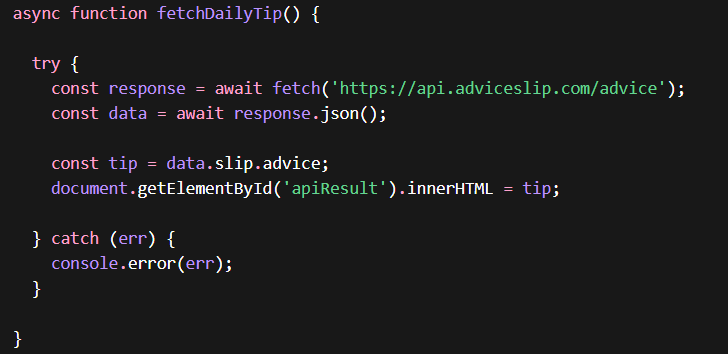 async function fetchDailyTip() {
try {
const response = await fetch('https://api.adviceslip.com/advice');
const data = await response.json();
const tip = data.slip.advice;
document.getElementById('apiResult').innerHTML = tip;
} catch (err) {
console.error(err);
}
}